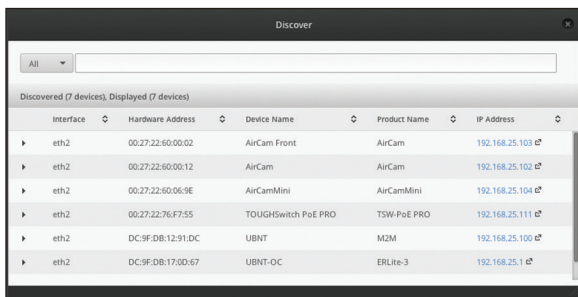 Discover
All
Discovered (7 devices), Displayed (7 devices)
Interface Hardware Address Device Name Product Name IP Address
eth2 00:27:22:60:00:02 AirCam Front AirCam 192.168.25.103
eth2 00:27:22:60:00:12 AirCam AirCam 192.168.25.102
eth2 00:27:22:60:06:9E AirCamMini AirCamMini 192.168.25.104
eth2 00:27:22:76:F7:55 TOUGHSwitch PoE PRO TSW-PoE PRO 192.168.25.111
eth2 DC:9F:DB:12:91:DC UBNT M2M 192.168.25.100
eth2 DC:9F:DB:17:0D:67 UBNT-OC ERLite-3 192.168.25.1